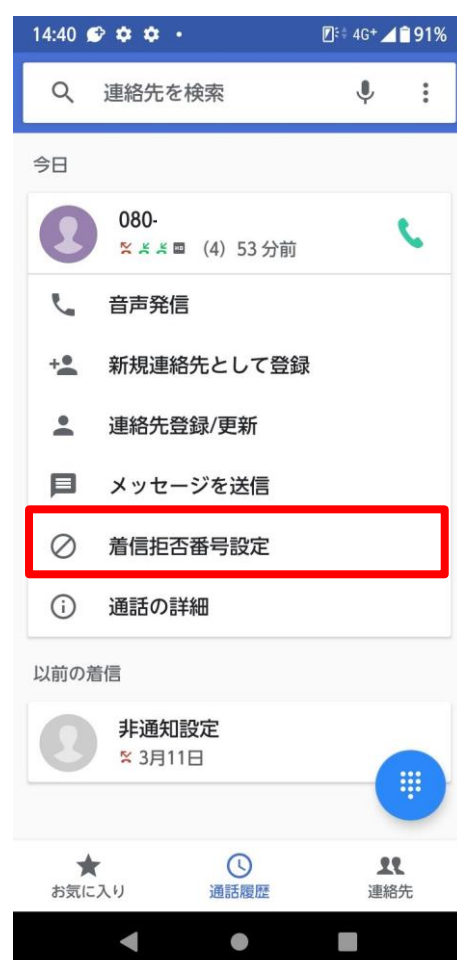 14:40 4G+ 91%
連絡先を検索
今日
080-
(4) 53 分前
音声発信
新規連絡先として登録
連絡先登録/更新
メッセージを送信
着信拒否番号設定
通話の詳細
以前の着信
非通知設定
3月11日
お気に入り 通話履歴 連絡先